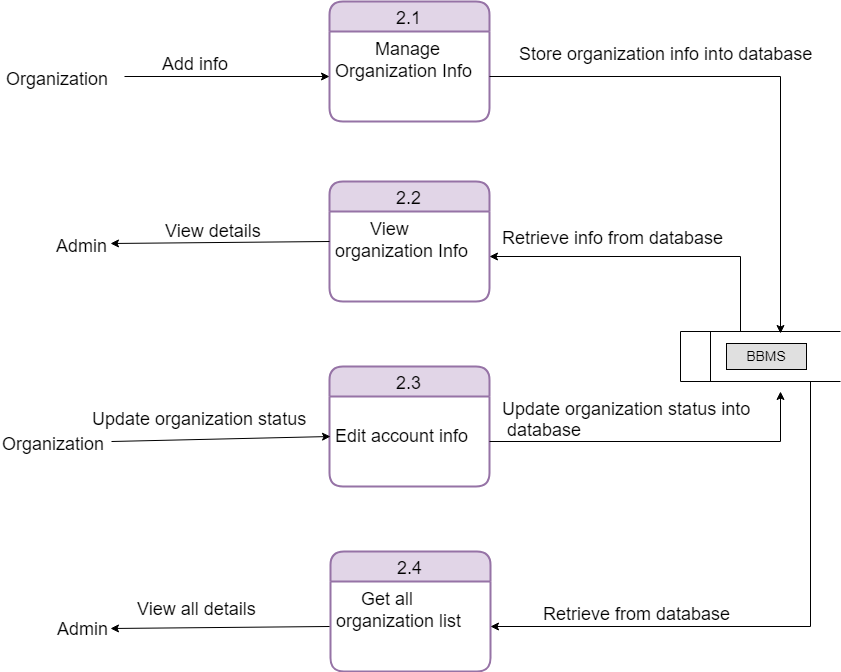 2.1
Manage
Organization Info
Add info
Organization
Store organization info into database
2.2
View
organization Info
View details
Admin
Retrieve info from database
BBMS
2.3
Edit account info
Update organization status
Organization
Update organization status into
database
2.4
Get all
organization list
View all details
Admin
Retrieve from database